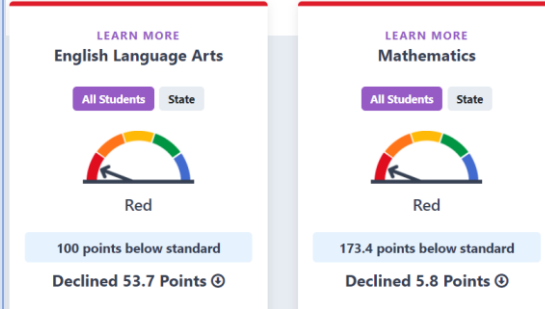 LEARN MORE
English Language Arts
All Students State
Red
100 points below standard
Declined 53.7 Points
LEARN MORE
Mathematics
All Students State
Red
173.4 points below standard
Declined 5.8 Points